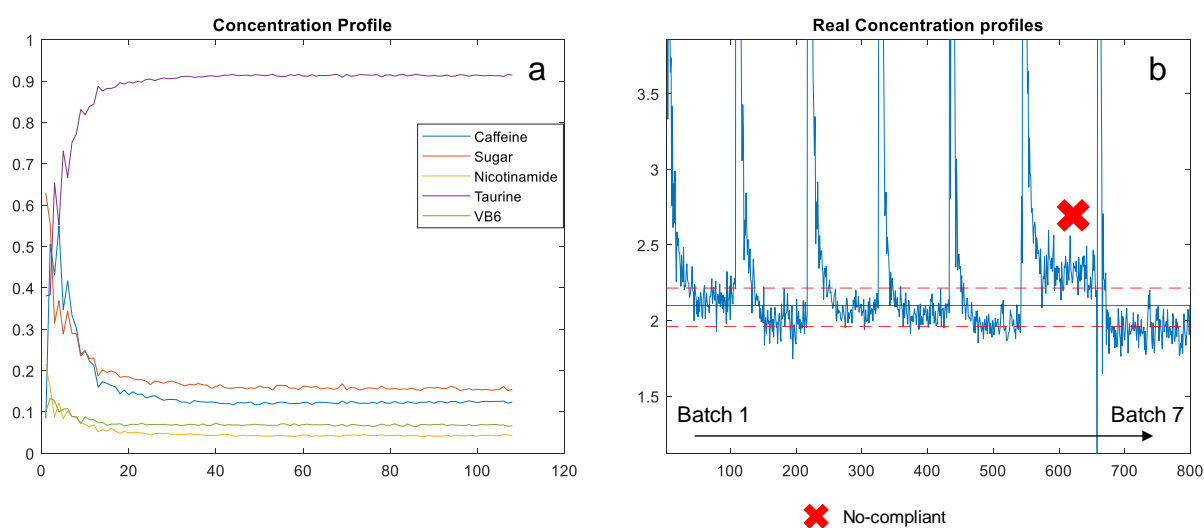 Concentration Profile
a
1
0.9
0.8
0.7
0.6
0.5
0.4
0.3
0.2
0.1
0
Caffeine
Sugar
Nicotinamide
Taurine
VB6
0 20 40 60 80 100 120
Real Concentration profiles
b
3.5
3
2.5
2
1.5
Batch 1
Batch 7
100 200 300 400 500 600 700 800
No-compliant